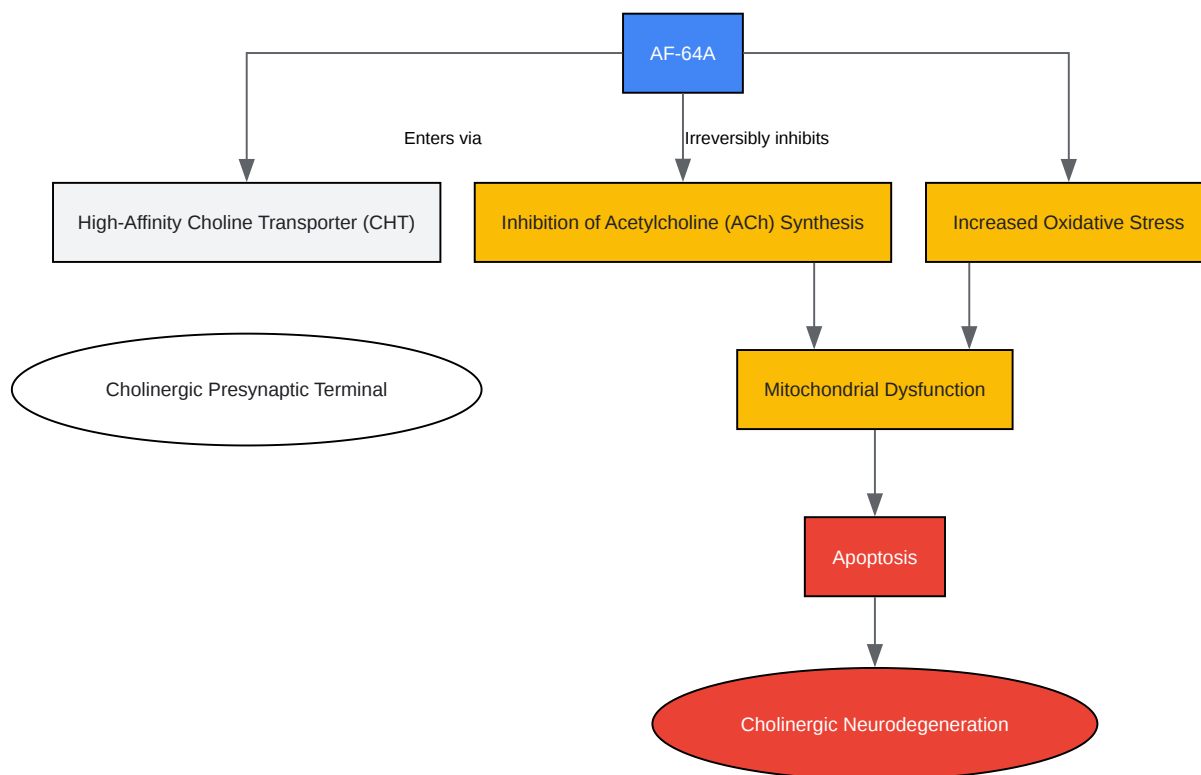 AF-64A
Enters via
Irreversibly inhibits
High-Affinity Choline Transporter (CHT)
Inhibition of Acetylcholine (ACh) Synthesis
Increased Oxidative Stress
Cholinergic Presynaptic Terminal
Mitochondrial Dysfunction
Apoptosis
Cholinergic Neurodegeneration